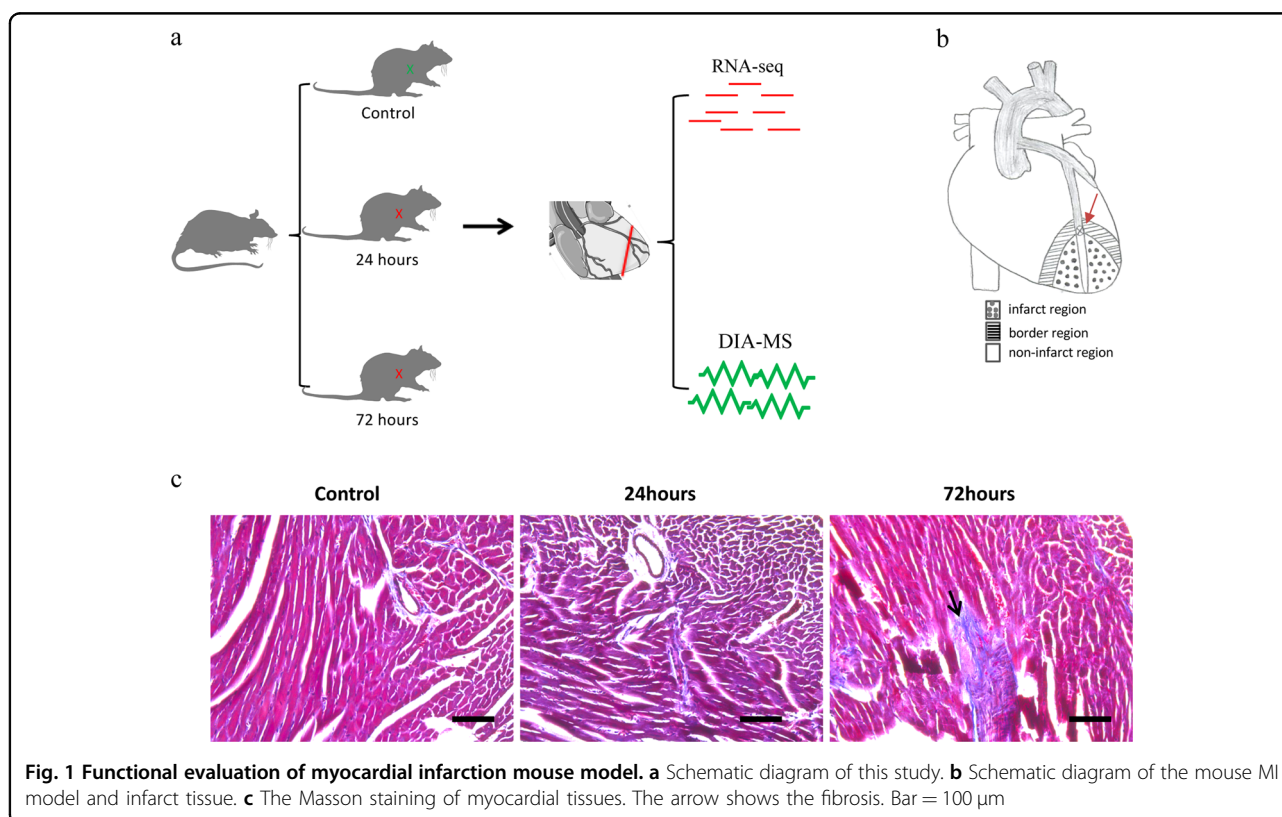 a
b
X
Control
X
24 hours
X
72 hours
RNA-seq
DIA-MS
infarct region
border region
non-infarct region
c
Control
24hours
72hours
Fig. 1 Functional evaluation of myocardial infarction mouse model. a Schematic diagram of this study. b Schematic diagram of the mouse MI
model and infarct tissue. c The Masson staining of myocardial tissues. The arrow shows the fibrosis. Bar = 100 μm